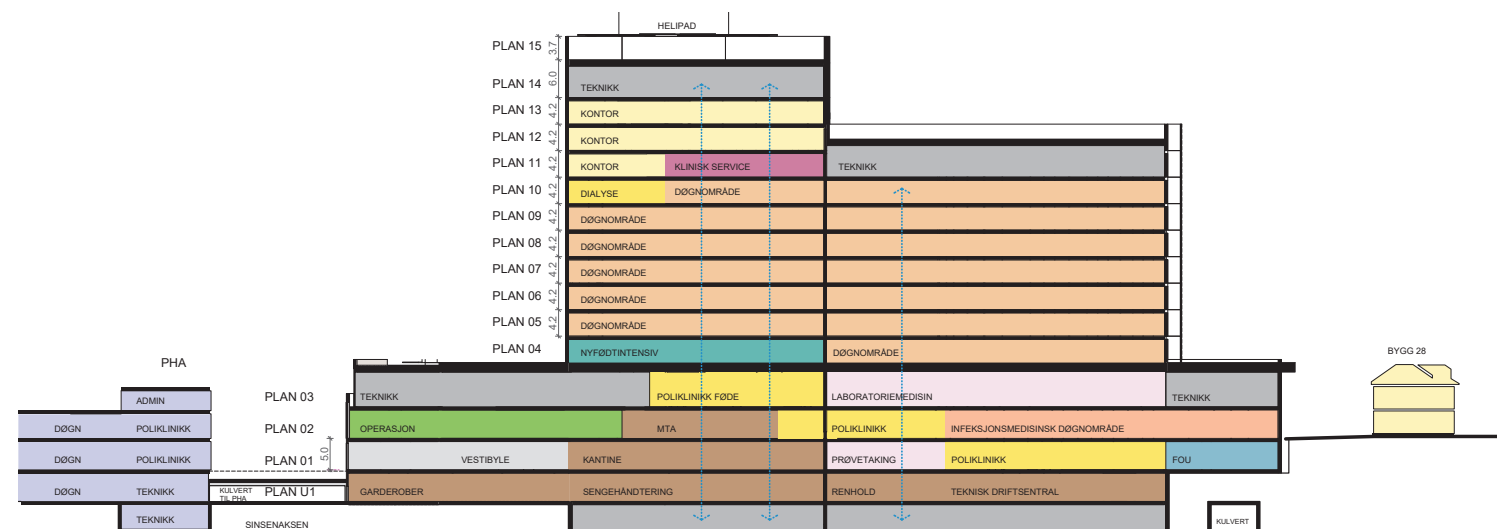 HELIPAD
PLAN 15 3.7
PLAN 14 6.0 TEKNIKK
PLAN 13 4.2 KONTOR
PLAN 12 4.2 KONTOR
PLAN 11 4.2 KONTOR KLINISK SERVICE TEKNIKK
PLAN 10 4.2 DIALYSE DØGNOMRÅDE
PLAN 09 4.2 DØGNOMRÅDE
PLAN 08 4.2 DØGNOMRÅDE
PLAN 07 4.2 DØGNOMRÅDE
PLAN 06 4.2 DØGNOMRÅDE
PLAN 05 4.2 DØGNOMRÅDE
PLAN 04 NYFØDTINTENSIV DØGNOMRÅDE
BYGG 28
PHA
ADMIN PLAN 03 TEKNIKK POLIKLINIKK FØDE LABORATORIEMEDISIN TEKNIKK
DØGN POLIKLINIKK PLAN 02 OPERASJON MTA POLIKLINIKK INFEKSJONSMEDISINSK DØGNOMRÅDE
DØGN POLIKLINIKK PLAN 01 5.0 VESTIBYLE KANTINE PRØVETAKING POLIKLINIKK FOU
DØGN TEKNIKK KULVERT TIL PHA PLAN U1 GARDEROBER SENGEHÅNDTERING RENHOLD TEKNISK DRIFTSENTRAL
TEKNIKK SINSENAKSEN KULVERT